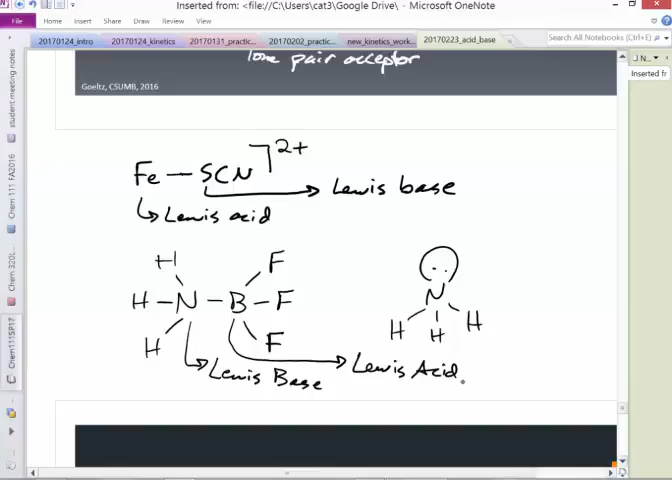 Inserted from <file://C:\Users\cat3\Google Drive\ - Microsoft OneNote
File Home Insert Share Draw Review View
20170124_intro 20170124_kinetics 20170131_practic... 20170202_practice... new_kinetics_work... 20170223_acid_base Search All Notebooks (Ctrl+E)
N...
Inserted fr
student meeting notes
Chem 111 FA2016
Chem 320L
Chem111SP17
lone pair acceptor
Goeltz, CSUMB, 2016
Fe — SCN ]2+
Lewis base
Lewis acid
H F
H — N — B — F N
H F H H H
Lewis Base Lewis Acid